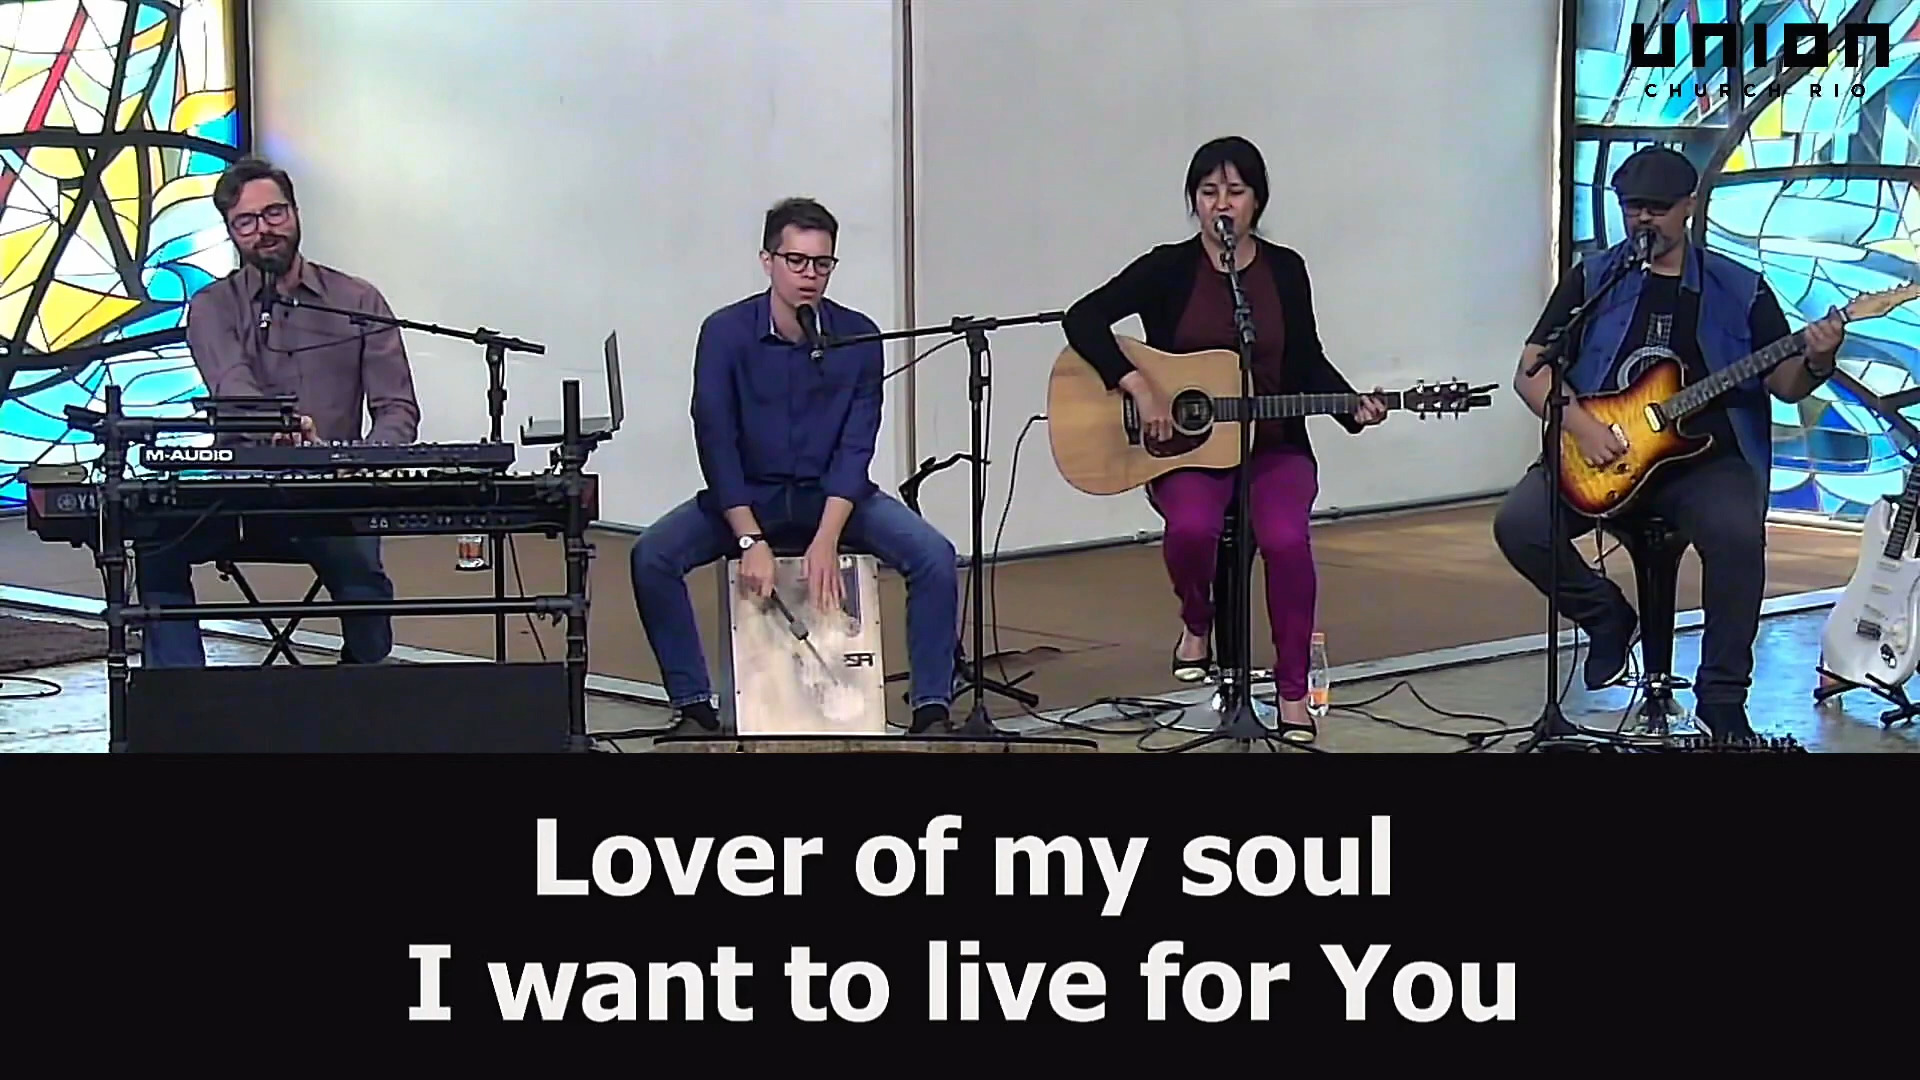 UNION
CHURCH RIO
M-AUDIO
Lover of my soul
I want to live for You